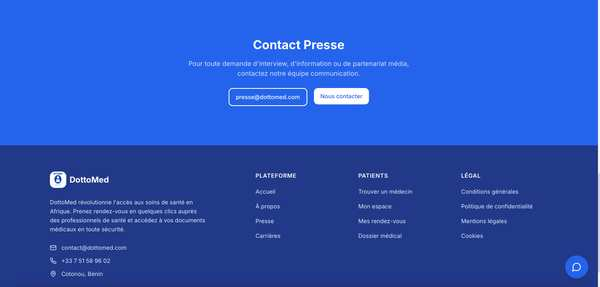 Contact Presse
Pour toute demande d'interview, d'information ou de partenariat média,
contactez notre équipe communication.
presse@dottomed.com
Nous contacter
DottoMed
DottoMed révolutionne l'accès aux soins de santé en
Afrique. Prenez rendez-vous en quelques clics auprès
des professionnels de santé et accédez à vos documents
médicaux en toute sécurité.
contact@dottomed.com
+33 7 51 58 96 02
Cotonou, Bénin
PLATEFORME
Accueil
À propos
Presse
Carrières
PATIENTS
Trouver un médecin
Mon espace
Mes rendez-vous
Dossier médical
LÉGAL
Conditions générales
Politique de confidentialité
Mentions légales
Cookies